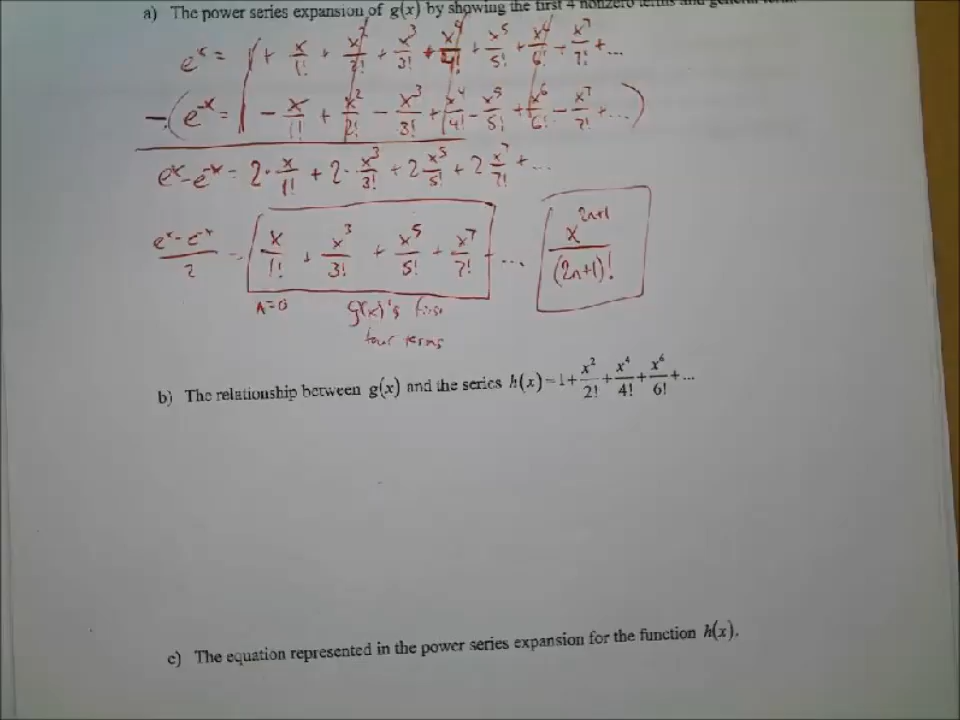 a) The power series expansion of g(x) by showing the first 4 nonzero terms and general
e^x = 1 + x/1! + x^2/2! + x^3/3! + x^4/4! + x^5/5! + x^4/6! + x^7/7! + ...
-(e^-x = 1 - x/1! + x^2/2! - x^3/3! + x^4/4! - x^5/5! + x^6/6! - x^7/7! + ...)
e^x - e^-x = 2·x/1! + 2·x^3/3! + 2x^5/5! + 2x^7/7! + ...
(e^x - e^-x)/2 = x/1! + x^3/3! + x^5/5! + x^7/7! + ... x^(2n+1)/(2n+1)!
n=0 g(x)'s first
four terms
b) The relationship between g(x) and the series h(x) = 1 + x^2/2! + x^4/4! + x^6/6! + ...
c) The equation represented in the power series expansion for the function h(x).